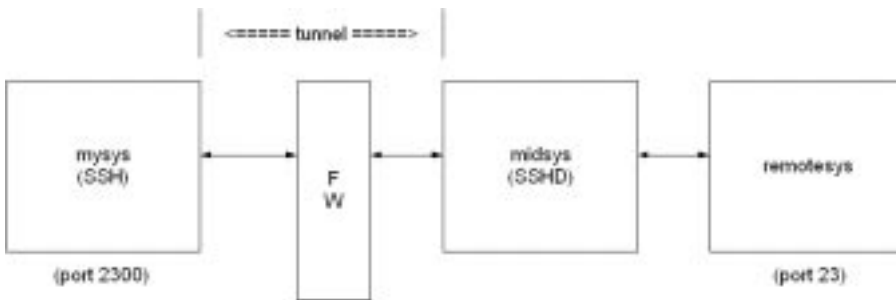 <===== tunnel =====>
mysys
(SSH)
F
W
midsys
(SSHD)
remotesys
(port 2300)
(port 23)